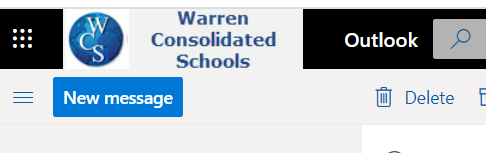 WCS
Warren
Consolidated
Schools
Outlook
New message
Delete